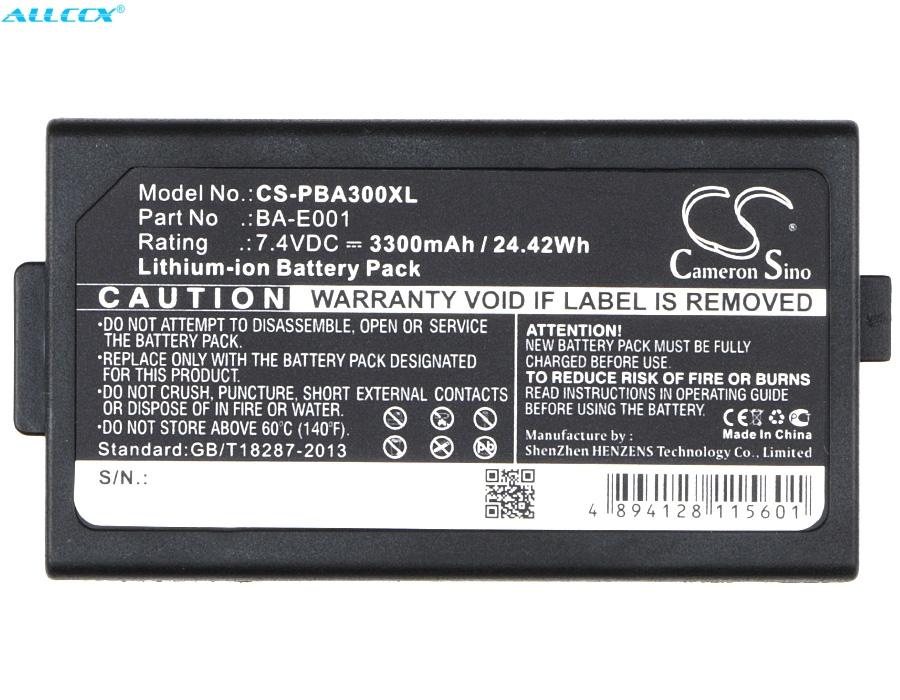 ALLCCX®
Model No.:CS-PBA300XL
Part No .:BA-E001
Rating .:7.4VDC ⎓ 3300mAh / 24.42Wh
Lithium-ion Battery Pack
CS®
Cameron Sino
CAUTION WARRANTY VOID IF LABEL IS REMOVED
•DO NOT ATTEMPT TO DISASSEMBLE, OPEN OR SERVICE
THE BATTERY PACK.
•REPLACE ONLY WITH THE BATTERY PACK DESIGNATED
FOR THIS PRODUCT.
•DO NOT CRUSH, PUNCTURE, SHORT EXTERNAL CONTACTS
OR DISPOSE OF IN FIRE OR WATER.
•DO NOT STORE ABOVE 60°C (140°F).
Standard:GB/T18287-2013
ATTENTION!
NEW BATTERY PACK MUST BE FULLY
CHARGED BEFORE USE.
TO REDUCE RISK OF FIRE OR BURNS
READ INSTRUCTIONS IN OPERATING GUIDE
BEFORE USING THE BATTERY.
CE
Made In China
Manufacture by :
ShenZhen HENZENS Technology Co., Limited
Pb
S/N.:
4 894128 115601